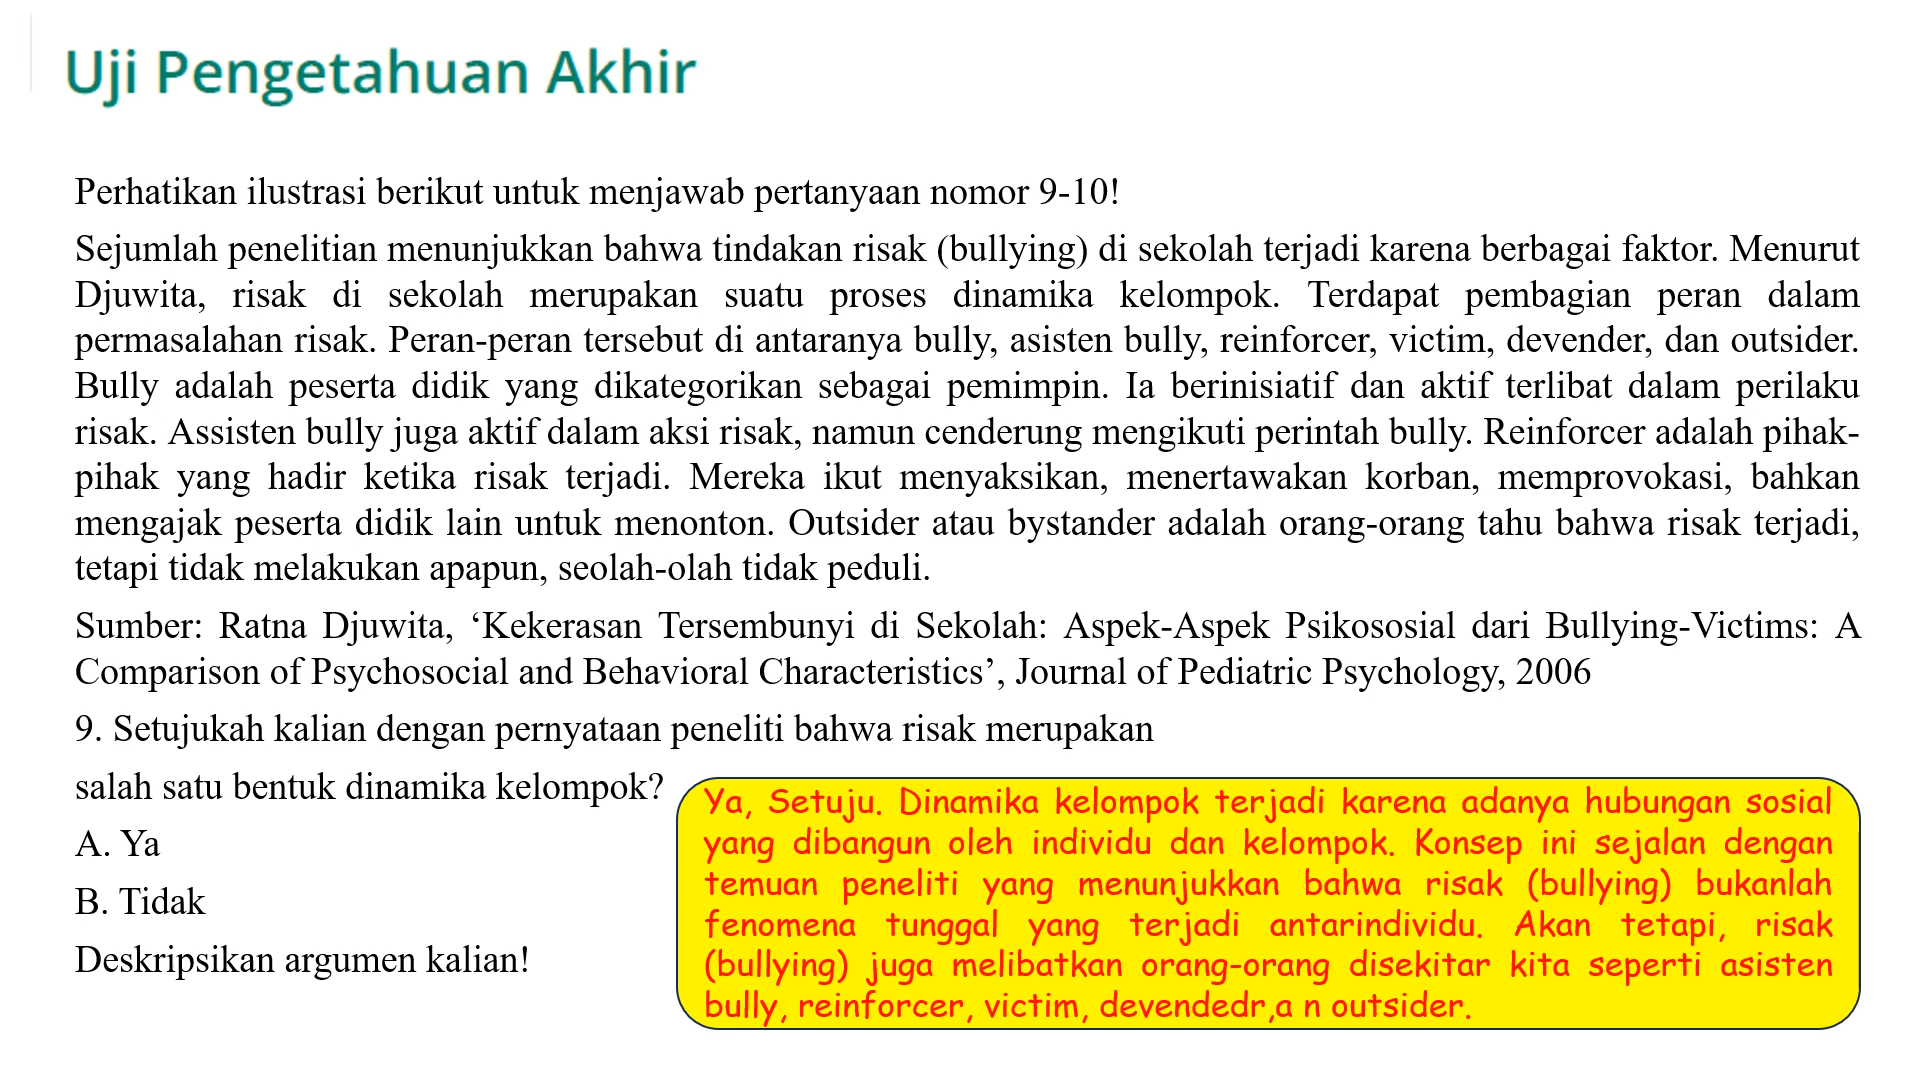 Uji Pengetahuan Akhir
Perhatikan ilustrasi berikut untuk menjawab pertanyaan nomor 9-10!
Sejumlah penelitian menunjukkan bahwa tindakan risak (bullying) di sekolah terjadi karena berbagai faktor. Menurut
Djuwita, risak di sekolah merupakan suatu proses dinamika kelompok. Terdapat pembagian peran dalam
permasalahan risak. Peran-peran tersebut di antaranya bully, asisten bully, reinforcer, victim, devender, dan outsider.
Bully adalah peserta didik yang dikategorikan sebagai pemimpin. Ia berinisiatif dan aktif terlibat dalam perilaku
risak. Assisten bully juga aktif dalam aksi risak, namun cenderung mengikuti perintah bully. Reinforcer adalah pihak-
pihak yang hadir ketika risak terjadi. Mereka ikut menyaksikan, menertawakan korban, memprovokasi, bahkan
mengajak peserta didik lain untuk menonton. Outsider atau bystander adalah orang-orang tahu bahwa risak terjadi,
tetapi tidak melakukan apapun, seolah-olah tidak peduli.
Sumber: Ratna Djuwita, ‘Kekerasan Tersembunyi di Sekolah: Aspek-Aspek Psikososial dari Bullying-Victims: A
Comparison of Psychosocial and Behavioral Characteristics’, Journal of Pediatric Psychology, 2006
9. Setujukah kalian dengan pernyataan peneliti bahwa risak merupakan
salah satu bentuk dinamika kelompok?
A. Ya
B. Tidak
Deskripsikan argumen kalian!
Ya, Setuju. Dinamika kelompok terjadi karena adanya hubungan sosial
yang dibangun oleh individu dan kelompok. Konsep ini sejalan dengan
temuan peneliti yang menunjukkan bahwa risak (bullying) bukanlah
fenomena tunggal yang terjadi antarindividu. Akan tetapi, risak
(bullying) juga melibatkan orang-orang disekitar kita seperti asisten
bully, reinforcer, victim, devendedr,a n outsider.